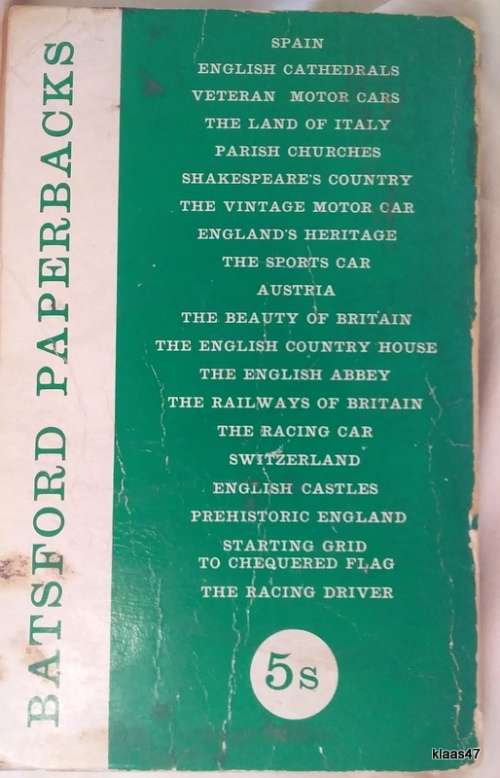 BATSFORD PAPERBACKS
SPAIN
ENGLISH CATHEDRALS
VETERAN MOTOR CARS
THE LAND OF ITALY
PARISH CHURCHES
SHAKESPEARE'S COUNTRY
THE VINTAGE MOTOR CAR
ENGLAND'S HERITAGE
THE SPORTS CAR
AUSTRIA
THE BEAUTY OF BRITAIN
THE ENGLISH COUNTRY HOUSE
THE ENGLISH ABBEY
THE RAILWAYS OF BRITAIN
THE RACING CAR
SWITZERLAND
ENGLISH CASTLES
PREHISTORIC ENGLAND
STARTING GRID
TO CHEQUERED FLAG
THE RACING DRIVER
5s
klaas47